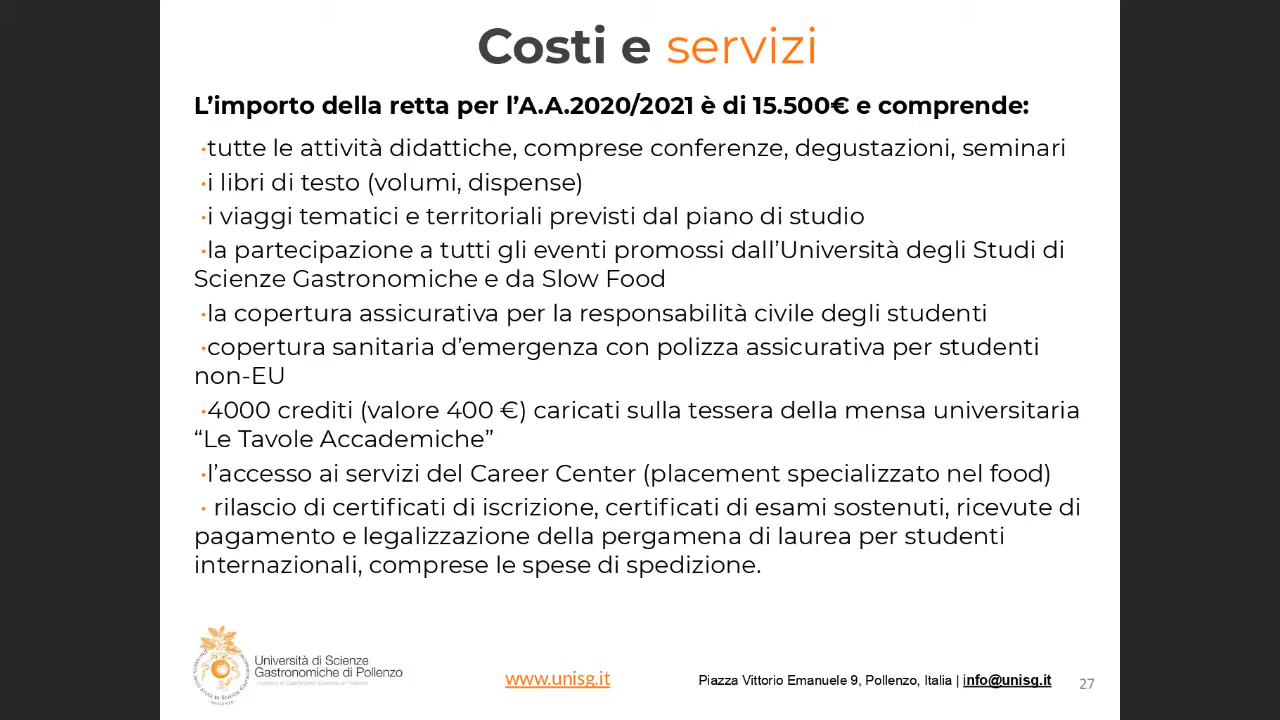 Costi e servizi
L’importo della retta per l’A.A.2020/2021 è di 15.500€ e comprende:
•tutte le attività didattiche, comprese conferenze, degustazioni, seminari
•i libri di testo (volumi, dispense)
•i viaggi tematici e territoriali previsti dal piano di studio
•la partecipazione a tutti gli eventi promossi dall’Università degli Studi di
Scienze Gastronomiche e da Slow Food
•la copertura assicurativa per la responsabilità civile degli studenti
•copertura sanitaria d’emergenza con polizza assicurativa per studenti
non-EU
•4000 crediti (valore 400 €) caricati sulla tessera della mensa universitaria
“Le Tavole Accademiche”
•l’accesso ai servizi del Career Center (placement specializzato nel food)
• rilascio di certificati di iscrizione, certificati di esami sostenuti, ricevute di
pagamento e legalizzazione della pergamena di laurea per studenti
internazionali, comprese le spese di spedizione.
Università di Scienze
Gastronomiche di Pollenzo
www.unisg.it
Piazza Vittorio Emanuele 9, Pollenzo, Italia | info@unisg.it
27